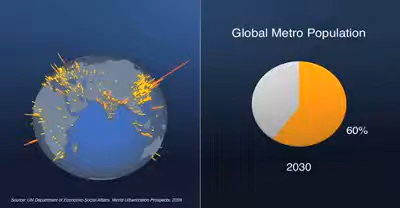 Global Metro Population
60%
2030
Source: UN Department of Economic-Social Affairs, World Urbanization Prospects, 2009